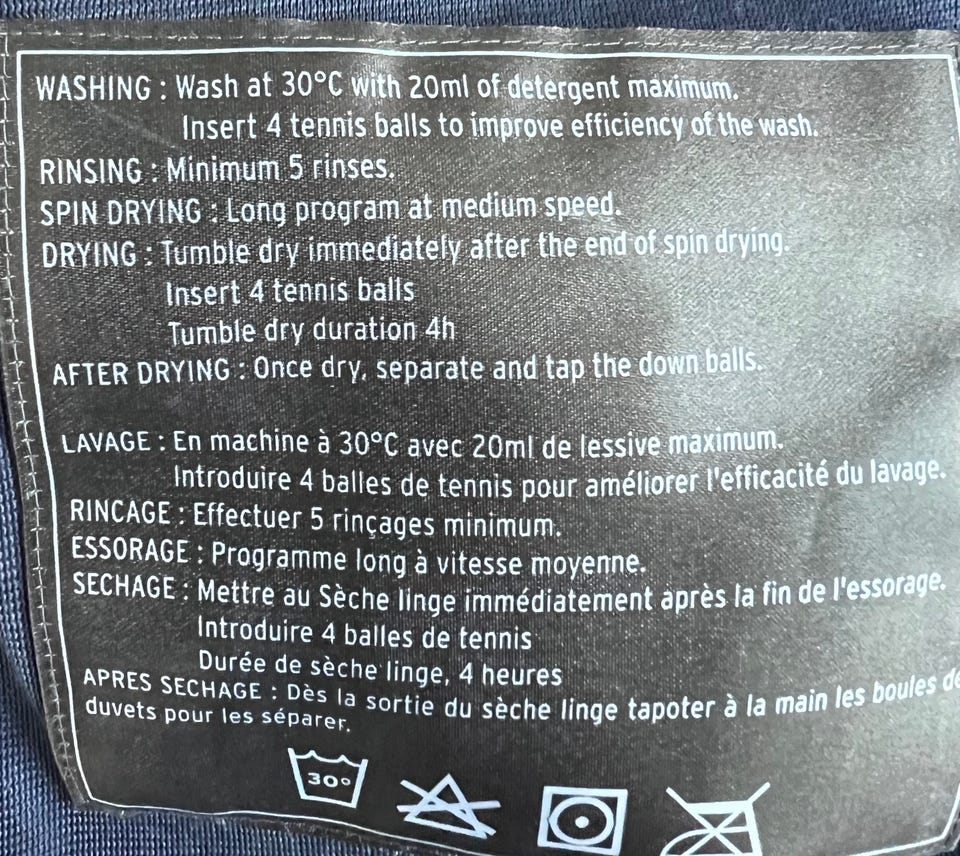 WASHING : Wash at 30°C with 20ml of detergent maximum.
Insert 4 tennis balls to improve efficiency of the wash.
RINSING : Minimum 5 rinses.
SPIN DRYING : Long program at medium speed.
DRYING : Tumble dry immediately after the end of spin drying.
Insert 4 tennis balls
Tumble dry duration 4h
AFTER DRYING : Once dry, separate and tap the down balls.
LAVAGE : En machine à 30°C avec 20ml de lessive maximum.
Introduire 4 balles de tennis pour améliorer l'efficacité du lavage.
RINCAGE : Effectuer 5 rinçages minimum.
ESSORAGE : Programme long à vitesse moyenne.
SECHAGE : Mettre au Sèche linge immédiatement après la fin de l'essorage.
Introduire 4 balles de tennis
Durée de sèche linge, 4 heures
APRES SECHAGE : Dès la sortie du sèche linge tapoter à la main les boules de
duvets pour les séparer.
30°